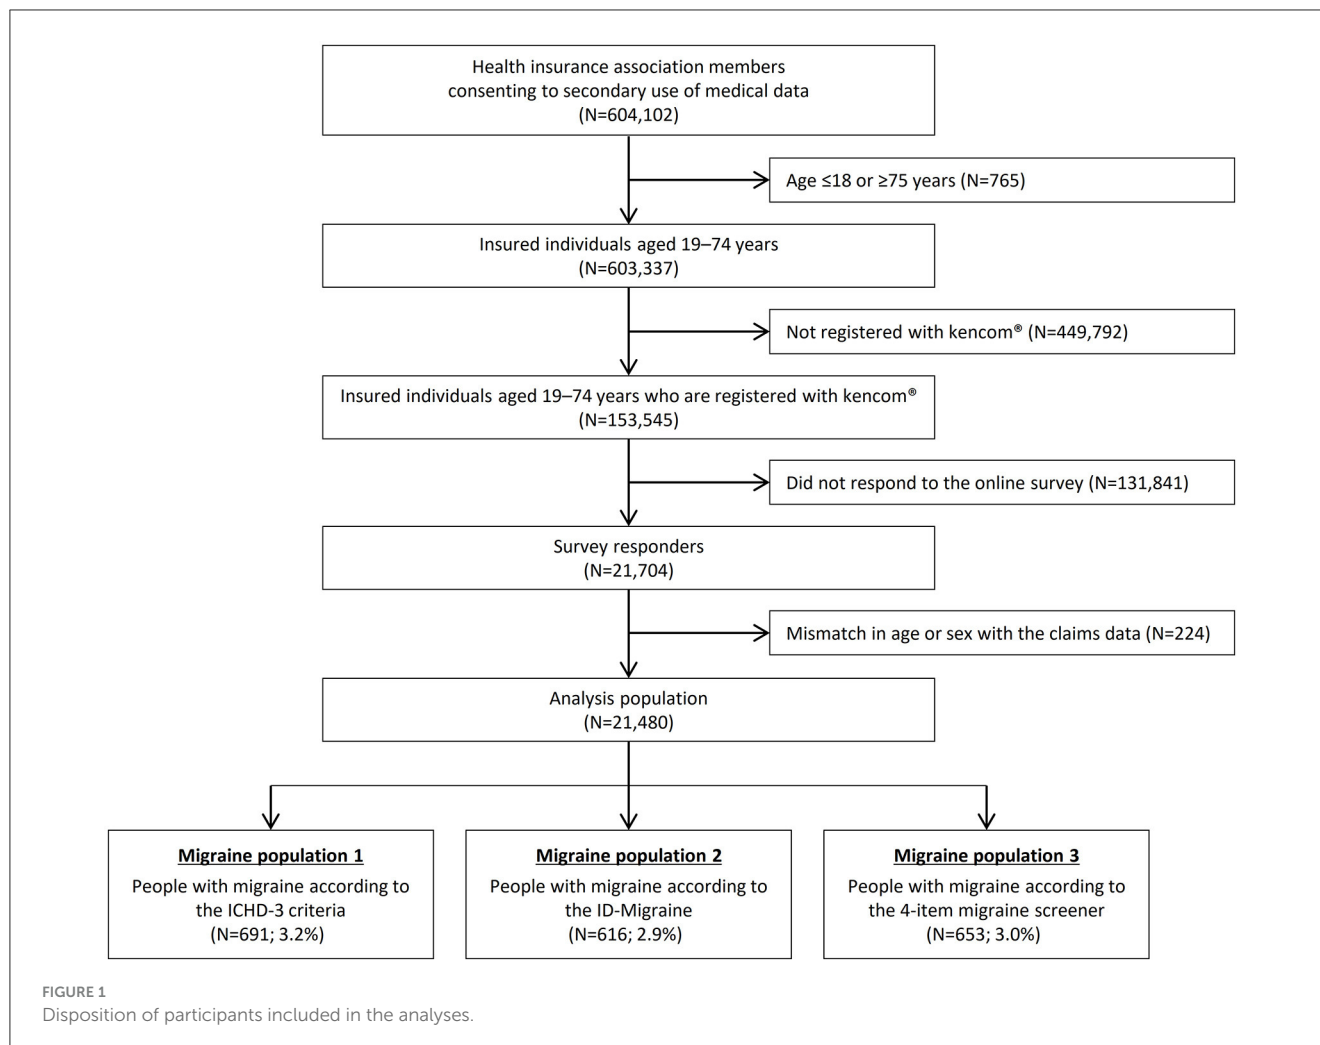 Health insurance association members
consenting to secondary use of medical data
(N=604,102)
Age ≤18 or ≥75 years (N=765)
Insured individuals aged 19–74 years
(N=603,337)
Not registered with kencom® (N=449,792)
Insured individuals aged 19–74 years who are registered with kencom®
(N=153,545)
Did not respond to the online survey (N=131,841)
Survey responders
(N=21,704)
Mismatch in age or sex with the claims data (N=224)
Analysis population
(N=21,480)
Migraine population 1
People with migraine according to
the ICHD-3 criteria
(N=691; 3.2%)
Migraine population 2
People with migraine according to
the ID-Migraine
(N=616; 2.9%)
Migraine population 3
People with migraine according to
the 4-item migraine screener
(N=653; 3.0%)
FIGURE 1
Disposition of participants included in the analyses.